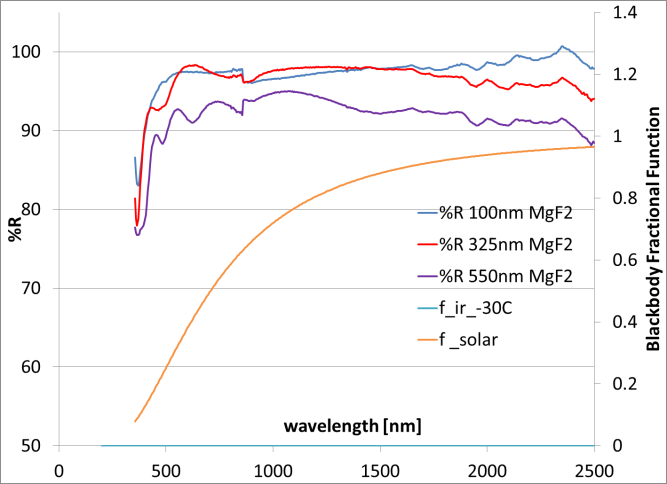 100
90
80
70
60
50
%R
1.4
1.2
1
0.8
0.6
0.4
0.2
0
Blackbody Fractional Function
%R 100nm MgF2
%R 325nm MgF2
%R 550nm MgF2
f_ir_-30C
f _solar
wavelength [nm]
0 500 1000 1500 2000 2500